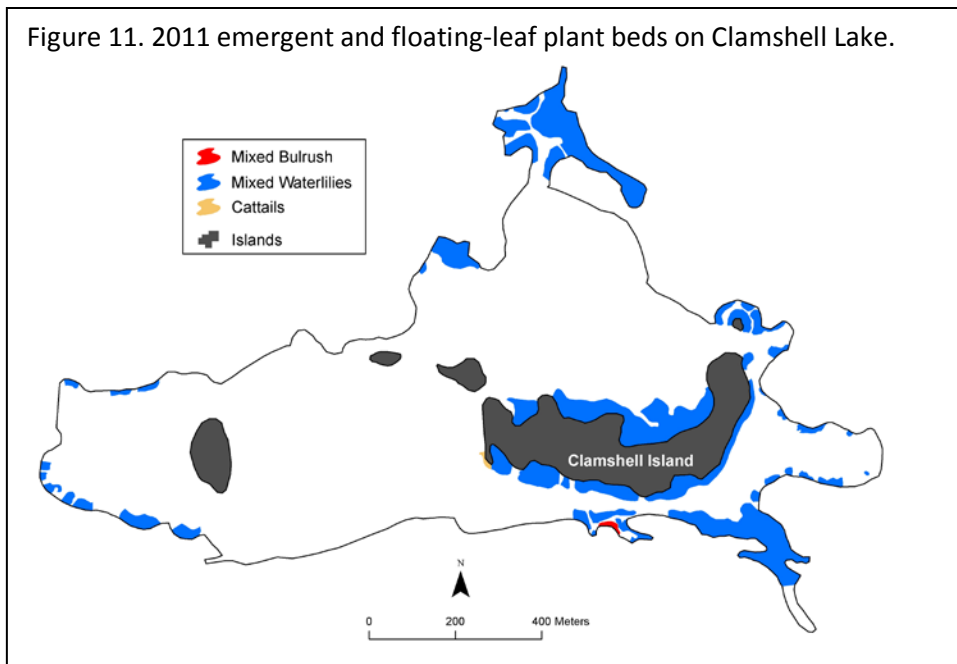 Figure 11. 2011 emergent and floating-leaf plant beds on Clamshell Lake.
Mixed Bulrush
Mixed Waterlilies
Cattails
Islands
Clamshell Island
N
0 200 400 Meters